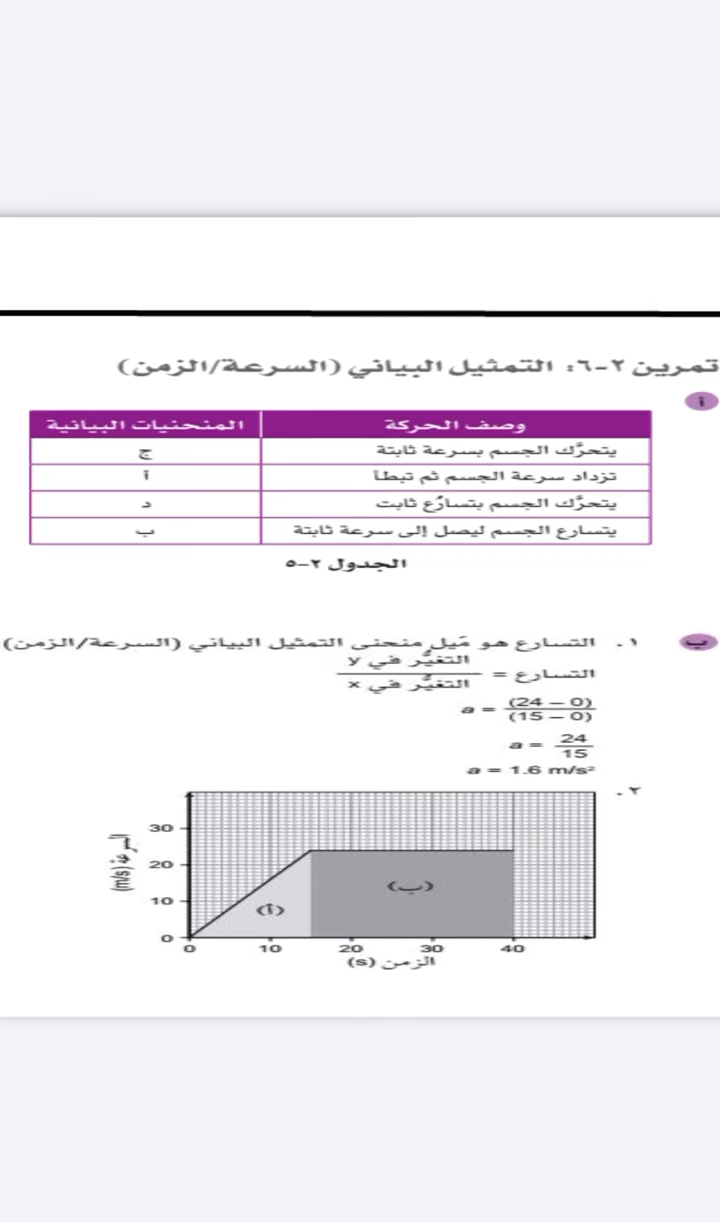 تمرين ٢-٦: التمثيل البياني (السرعة/الزمن)
أ
وصف الحركة المنحنيات البيانية
يتحرَّك الجسم بسرعة ثابتة ج
تزداد سرعة الجسم ثم تبطأ أ
يتحرَّك الجسم بتسارُع ثابت د
يتسارع الجسم ليصل إلى سرعة ثابتة ب
الجدول ٢-٥
ب
١. التسارع هو مَيل منحنى التمثيل البياني (السرعة/الزمن)
التسارع = التغيُّر في y / التغيُّر في x
a = (24 – 0) / (15 – 0)
a = 24 / 15
a = 1.6 m/s²
٢.
السرعة (m/s)
30
20
10
0
(أ)
(ب)
0 10 20 30 40
الزمن (s)